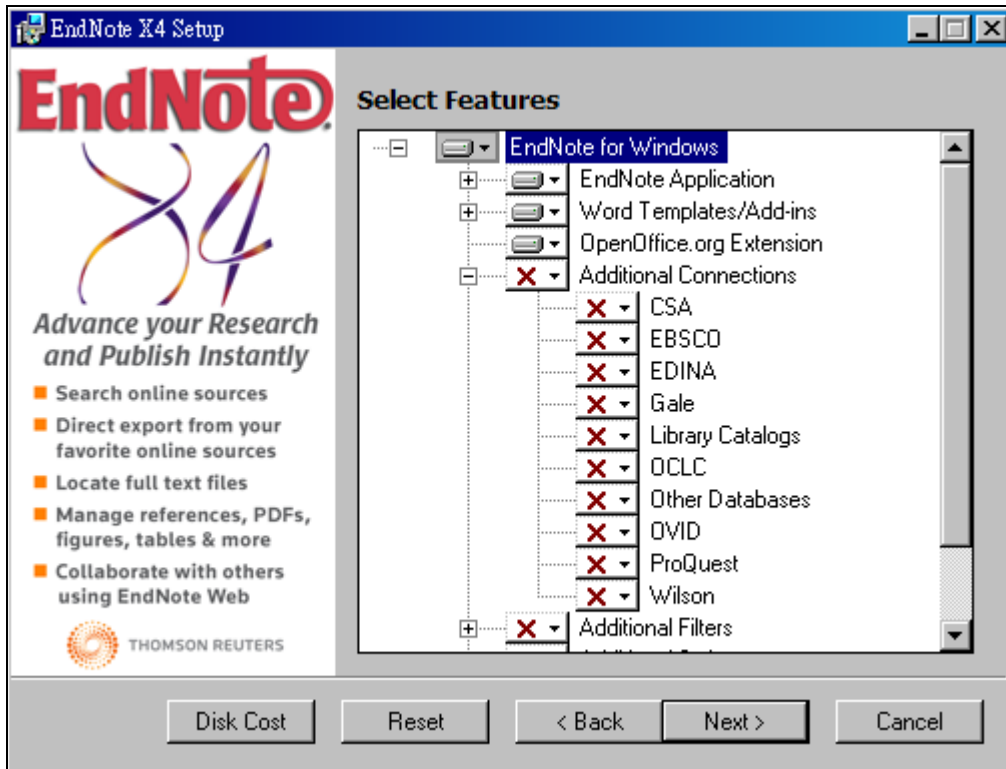 EndNote X4 Setup
EndNote
X4
Advance your Research
and Publish Instantly
Search online sources
Direct export from your
favorite online sources
Locate full text files
Manage references, PDFs,
figures, tables & more
Collaborate with others
using EndNote Web
THOMSON REUTERS
Select Features
EndNote for Windows
EndNote Application
Word Templates/Add-ins
OpenOffice.org Extension
Additional Connections
CSA
EBSCO
EDINA
Gale
Library Catalogs
OCLC
Other Databases
OVID
ProQuest
Wilson
Additional Filters
Disk Cost
Reset
< Back
Next >
Cancel